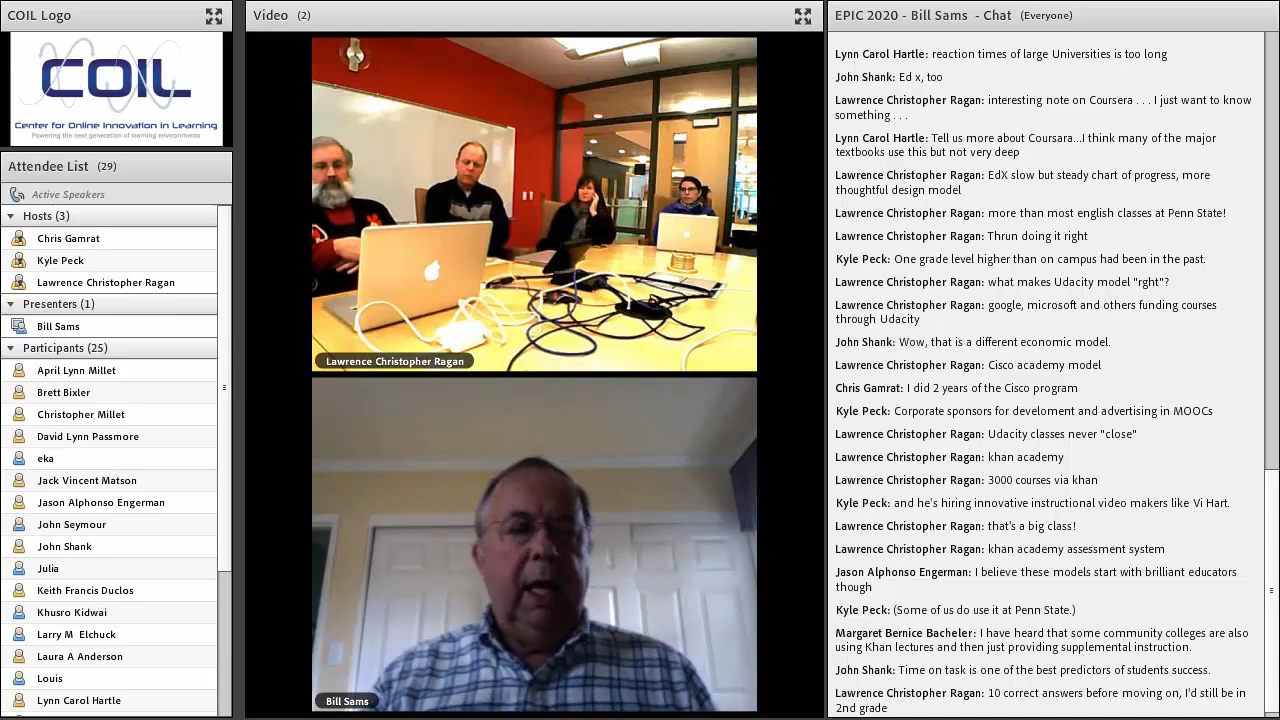 COIL Logo
COIL
Center for Online Innovation in Learning
Powering the next generation of learning environments
Attendee List (29)
Active Speakers
Hosts (3)
Chris Gamrat
Kyle Peck
Lawrence Christopher Ragan
Presenters (1)
Bill Sams
Participants (25)
April Lynn Millet
Brett Bixler
Christopher Millet
David Lynn Passmore
eka
Jack Vincent Matson
Jason Alphonso Engerman
John Seymour
John Shank
Julia
Keith Francis Duclos
Khusro Kidwai
Larry M Elchuck
Laura A Anderson
Louis
Lynn Carol Hartle
Video (2)
Lawrence Christopher Ragan
Bill Sams
EPIC 2020 - Bill Sams - Chat (Everyone)
Lynn Carol Hartle: reaction times of large Universities is too long
John Shank: Ed x, too
Lawrence Christopher Ragan: interesting note on Coursera . . . I just want to know
something. .
Lynn Carol Hartle: Tell us more about Coursera...I think many of the major
textbooks use this but not very deep
Lawrence Christopher Ragan: EdX slow but steady chart of progress, more
thoughtful design model
Lawrence Christopher Ragan: more than most english classes at Penn State!
Lawrence Christopher Ragan: Thrun doing it right
Kyle Peck: One grade level higher than on campus had been in the past.
Lawrence Christopher Ragan: what makes Udacity model "rght"?
Lawrence Christopher Ragan: google, microsoft and others funding courses
through Udacity
John Shank: Wow, that is a different economic model.
Lawrence Christopher Ragan: Cisco academy model
Chris Gamrat: I did 2 years of the Cisco program
Kyle Peck: Corporate sponsors for develoment and advertising in MOOCs
Lawrence Christopher Ragan: Udacity classes never "close"
Lawrence Christopher Ragan: khan academy
Lawrence Christopher Ragan: 3000 courses via khan
Kyle Peck: and he's hiring innovative instructional video makers like Vi Hart.
Lawrence Christopher Ragan: that's a big class!
Lawrence Christopher Ragan: khan academy assessment system
Jason Alphonso Engerman: I believe these models start with brilliant educators
though
Kyle Peck: (Some of us do use it at Penn State.)
Margaret Bernice Bacheler: I have heard that some community colleges are also
using Khan lectures and then just providing supplemental instruction.
John Shank: Time on task is one of the best predictors of students success.
Lawrence Christopher Ragan: 10 correct answers before moving on, I'd still be in
2nd grade